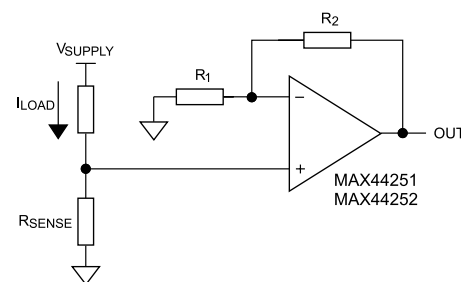 R2
VSUPPLY
R1
ILOAD
−
OUT
+
MAX44251
MAX44252
RSENSE